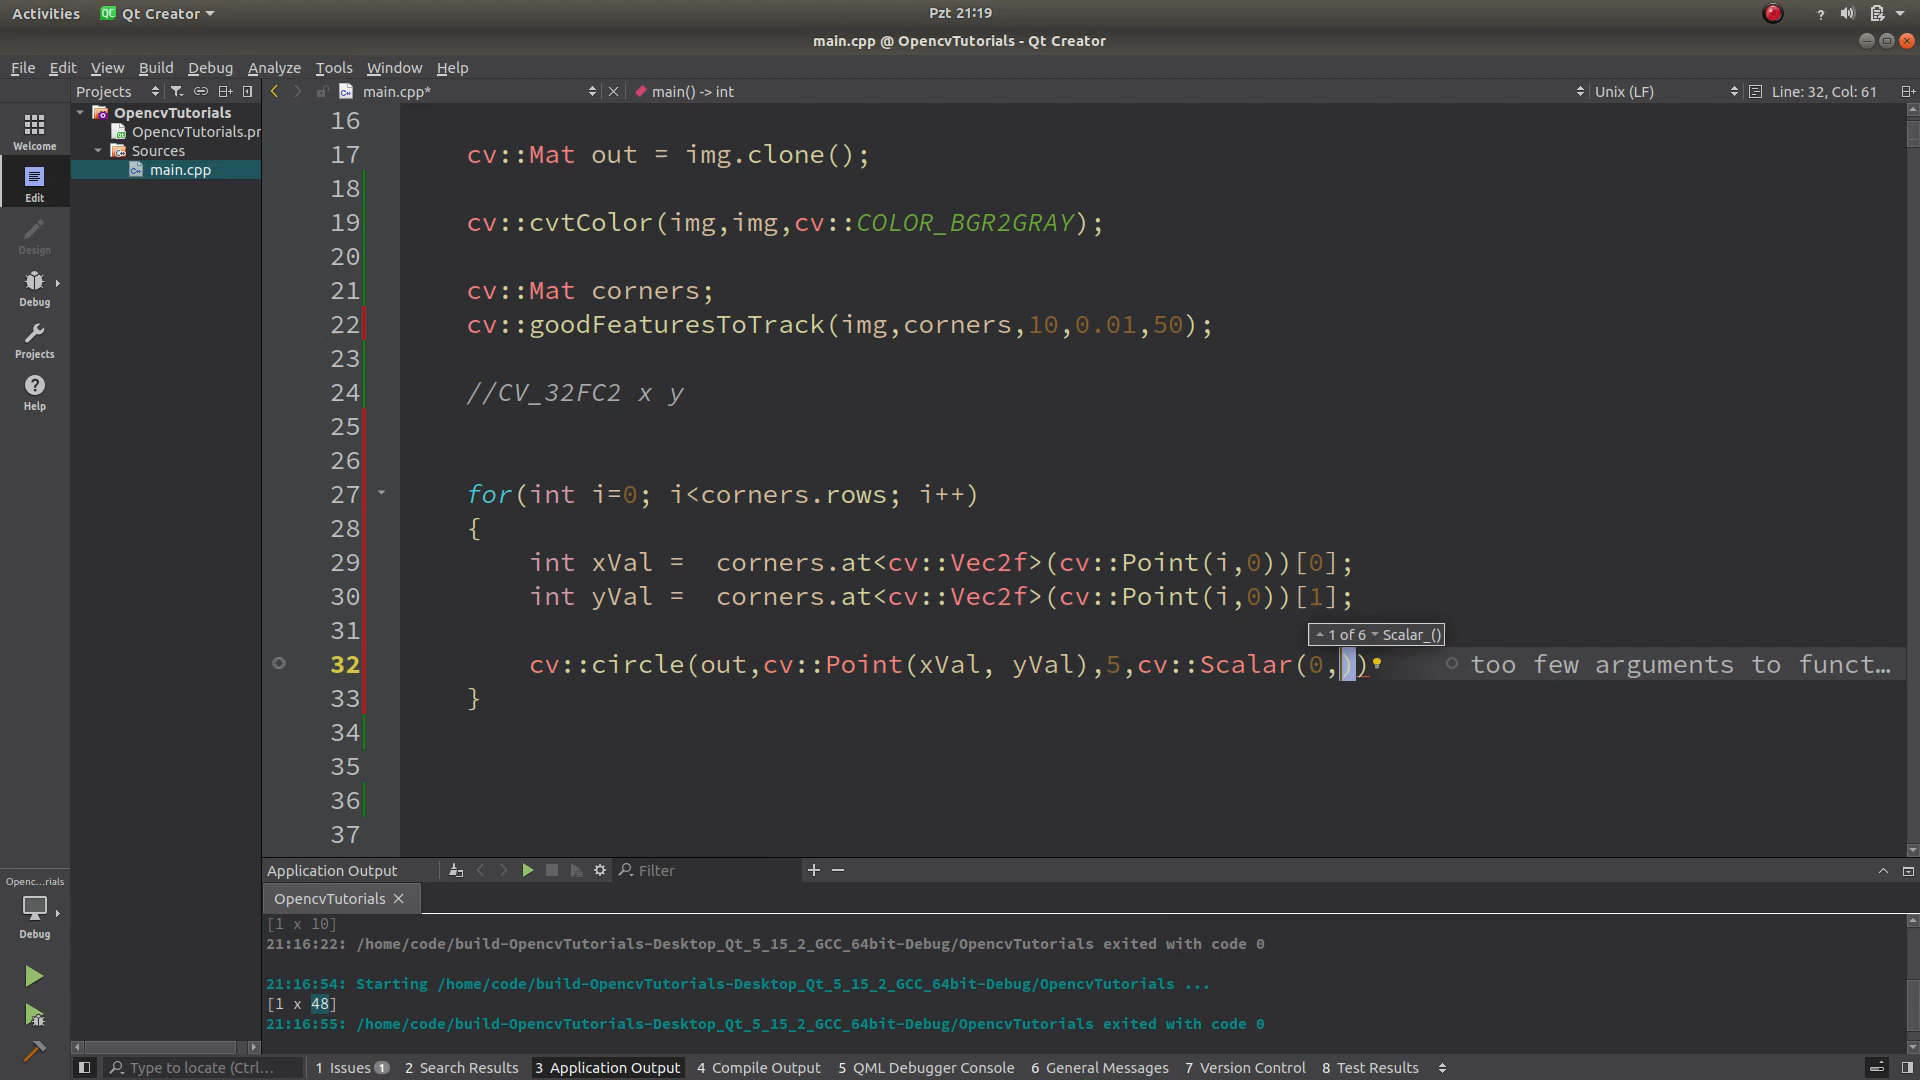 Activities Qt Creator Pzt 21:19 ?
main.cpp @ OpencvTutorials - Qt Creator
File Edit View Build Debug Analyze Tools Window Help
Projects main.cpp* main() -> int Unix (LF) Line: 32, Col: 61
OpencvTutorials
OpencvTutorials.pr
Sources
main.cpp
Welcome
Edit
Design
Debug
Projects
Help
16
17 cv::Mat out = img.clone();
18
19 cv::cvtColor(img,img,cv::COLOR_BGR2GRAY);
20
21 cv::Mat corners;
22 cv::goodFeaturesToTrack(img,corners,10,0.01,50);
23
24 //CV_32FC2 x y
25
26
27 for(int i=0; i<corners.rows; i++)
28 {
29 int xVal =  corners.at<cv::Vec2f>(cv::Point(i,0))[0];
30 int yVal =  corners.at<cv::Vec2f>(cv::Point(i,0))[1];
31
1 of 6 Scalar_()
32 cv::circle(out,cv::Point(xVal, yVal),5,cv::Scalar(0,)) too few arguments to funct…
33 }
34
35
36
37
Application Output Filter
OpencvTutorials
[1 x 10]
21:16:22: /home/code/build-OpencvTutorials-Desktop_Qt_5_15_2_GCC_64bit-Debug/OpencvTutorials exited with code 0
21:16:54: Starting /home/code/build-OpencvTutorials-Desktop_Qt_5_15_2_GCC_64bit-Debug/OpencvTutorials ...
[1 x 48]
21:16:55: /home/code/build-OpencvTutorials-Desktop_Qt_5_15_2_GCC_64bit-Debug/OpencvTutorials exited with code 0
Openc...rials
Debug
Type to locate (Ctrl... 1 Issues 1 2 Search Results 3 Application Output 4 Compile Output 5 QML Debugger Console 6 General Messages 7 Version Control 8 Test Results